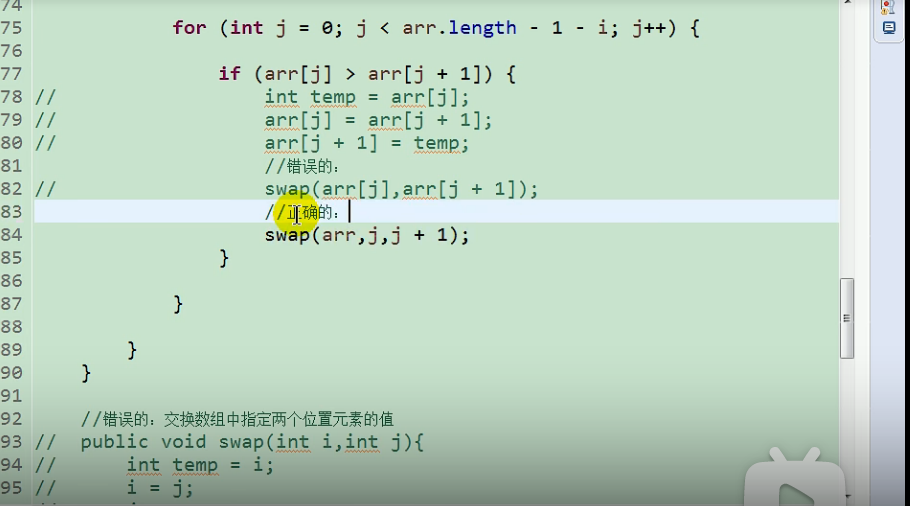 74
75 for (int j = 0; j < arr.length - 1 - i; j++) {
76
77 if (arr[j] > arr[j + 1]) {
78 // int temp = arr[j];
79 // arr[j] = arr[j + 1];
80 // arr[j + 1] = temp;
81 //错误的：
82 // swap(arr[j],arr[j + 1]);
83 //正确的：
84 swap(arr,j,j + 1);
85 }
86
87 }
88
89 }
90 }
91
92 //错误的：交换数组中指定两个位置元素的值
93 // public void swap(int i,int j){
94 // int temp = i;
95 // i = j;